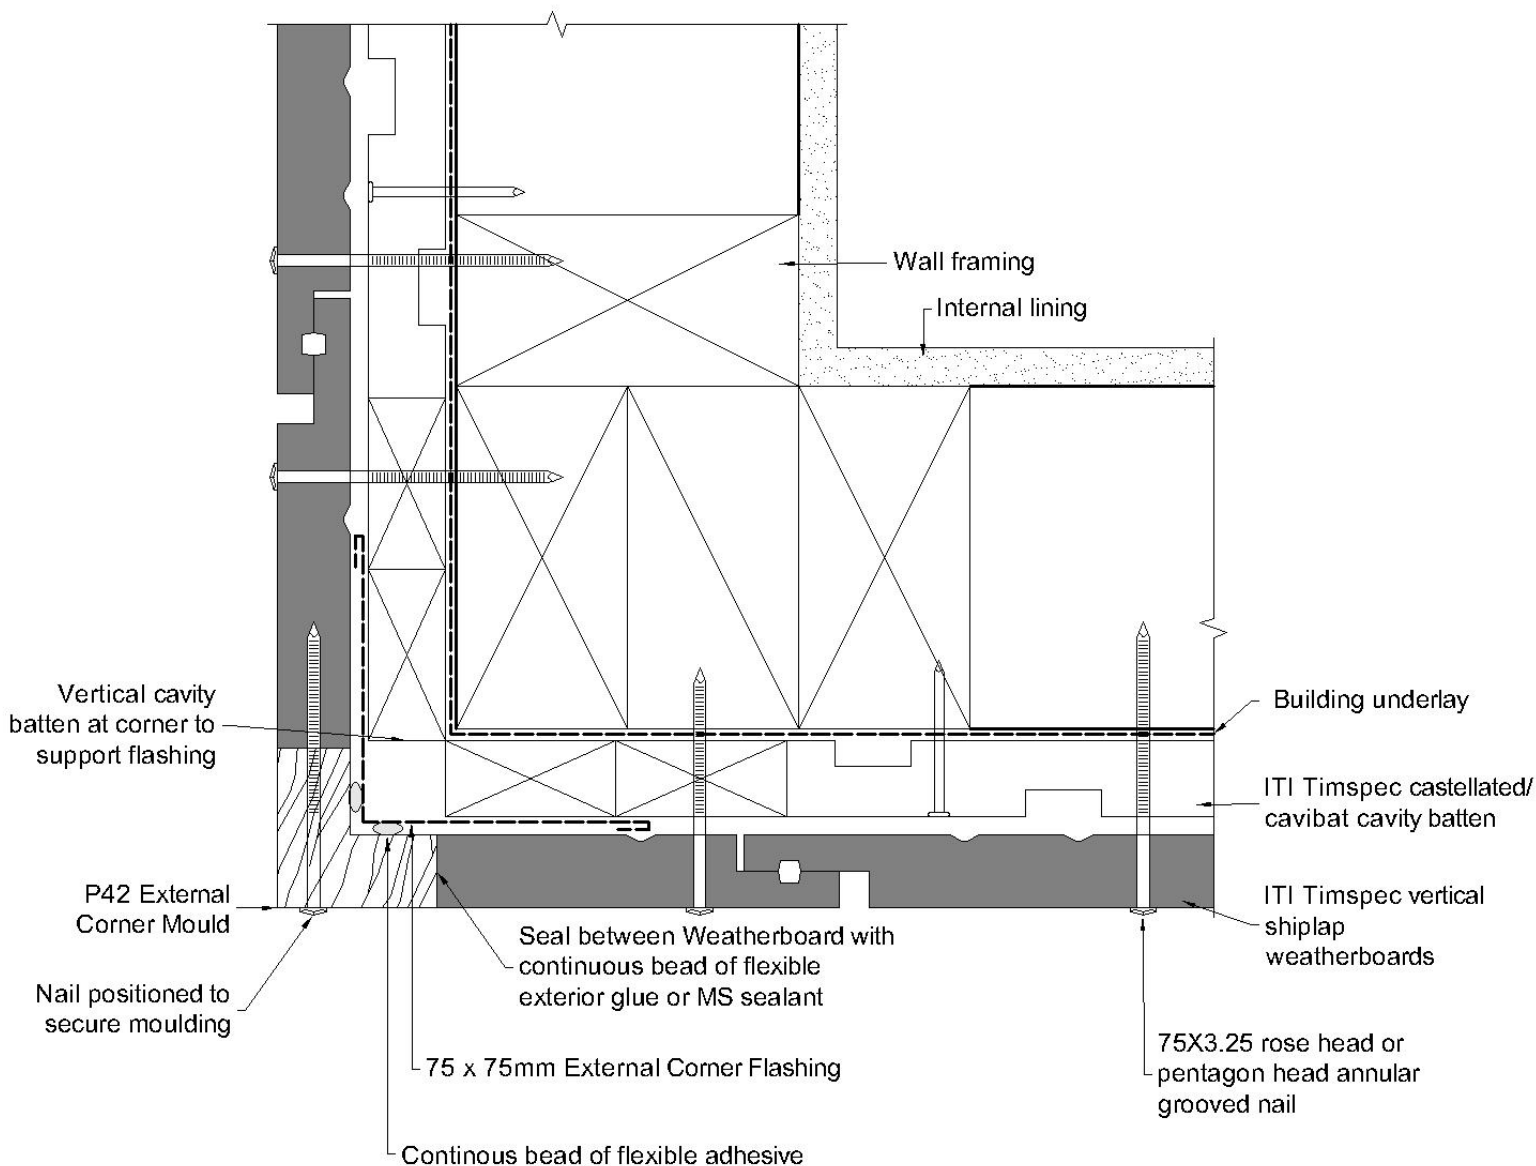 Wall framing
Internal lining
Vertical cavity
batten at corner to
support flashing
Building underlay
ITI Timspec castellated/
cavibat cavity batten
P42 External
Corner Mould
ITI Timspec vertical
shiplap
weatherboards
Seal between Weatherboard with
continuous bead of flexible
exterior glue or MS sealant
Nail positioned to
secure moulding
75 x 75mm External Corner Flashing
75X3.25 rose head or
pentagon head annular
grooved nail
Continous bead of flexible adhesive